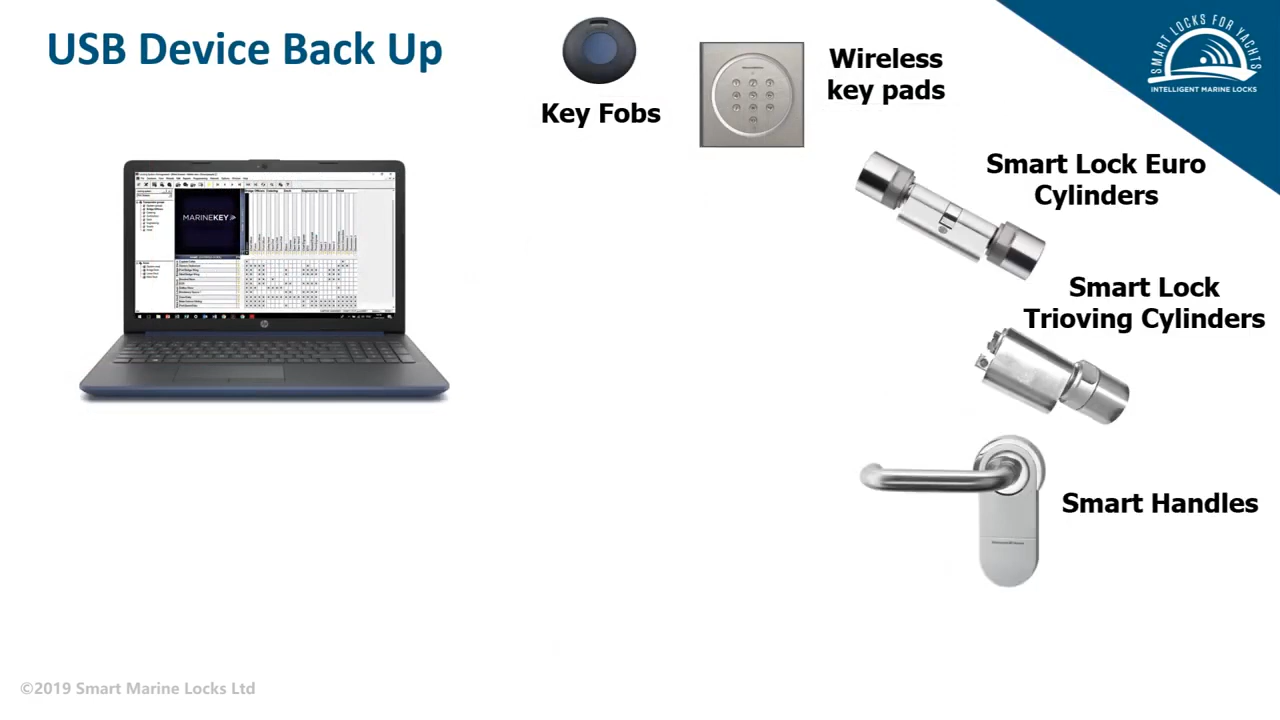 USB Device Back Up
Key Fobs
Wireless
key pads
SMART LOCKS FOR YACHTS
INTELLIGENT MARINE LOCKS
Smart Lock Euro
Cylinders
MARINEKEY
Smart Lock
Trioving Cylinders
Smart Handles
©2019 Smart Marine Locks Ltd